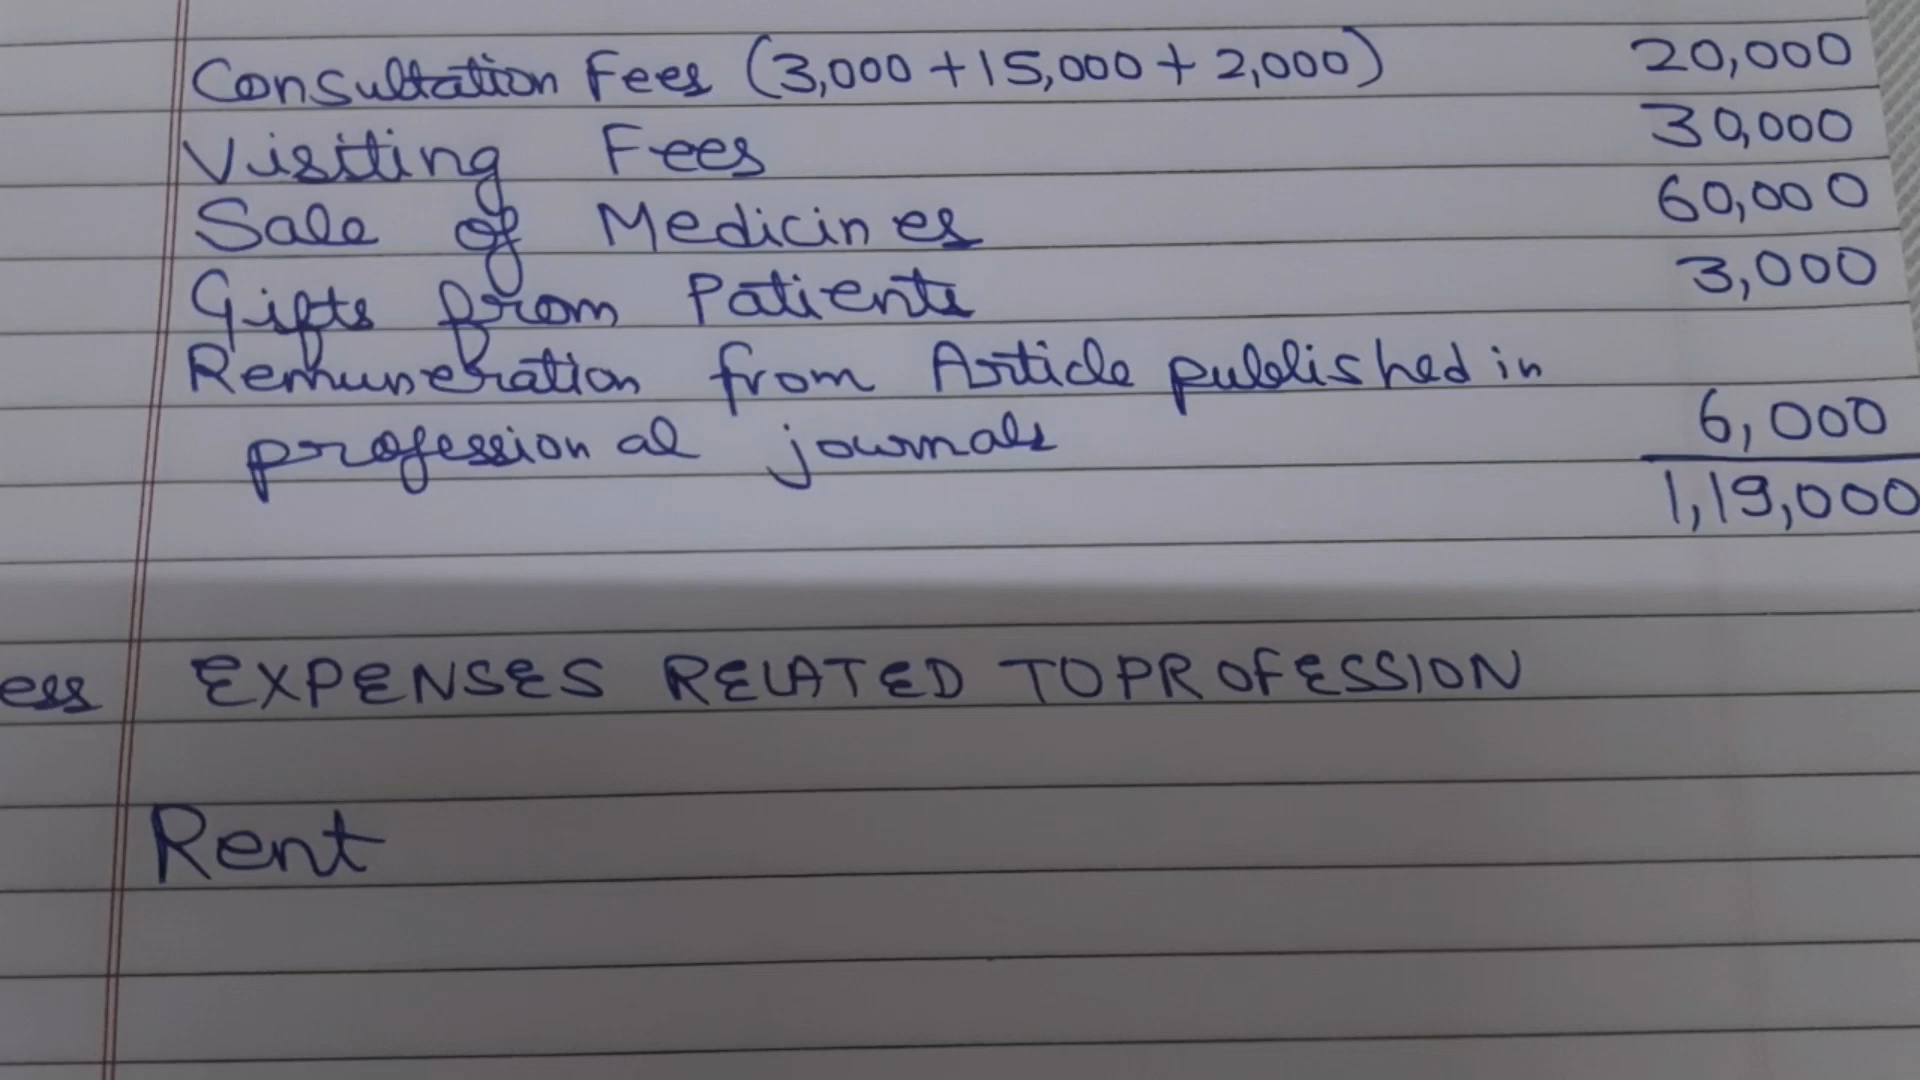 Consultation Fees (3,000 + 15,000 + 2,000) 20,000
Visiting Fees 30,000
Sale of Medicines 60,000
Gifts from Patients 3,000
Remuneration from Article published in
professional journals 6,000
1,19,000
ess EXPENSES RELATED TO PROFESSION
Rent